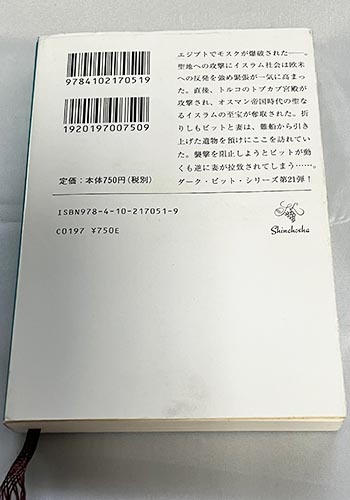 エジプトでモスクが爆破された――。
聖地への攻撃にイスラム社会は欧米
への反発を強め緊張が一気に高まっ
た。直後、トルコのトプカプ宮殿が
攻撃され、オスマン帝国時代の聖な
るイスラムの至宝が奪取された。折
りしもピットと妻は、難船から引き
上げた遺物を預けにここを訪れてい
た。襲撃を阻止しようとピットが動
くも逆に妻が拉致されてしまう……。
ダーク・ピット・シリーズ第21弾！
9784102170519
1920197007509
定価：本体750円（税別）
ISBN978-4-10-217051-9
C0197 ¥750E
Shinchosha